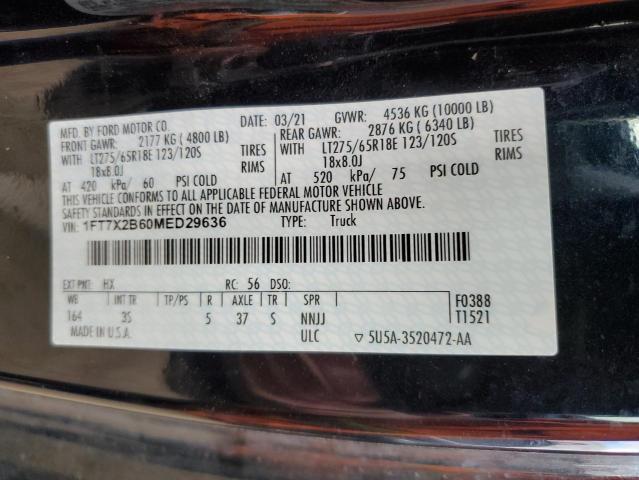 MFD. BY FORD MOTOR CO. DATE: 03/21 GVWR: 4536 KG (10000 LB)
FRONT GAWR: 2177 KG ( 4800 LB) REAR GAWR: 2876 KG ( 6340 LB)
WITH LT275/65R18E 123/120S TIRES WITH LT275/65R18E 123/120S TIRES
18x8.0J RIMS 18x8.0J RIMS
AT 420 kPa/ 60 PSI COLD AT 520 kPa/ 75 PSI COLD
THIS VEHICLE CONFORMS TO ALL APPLICABLE FEDERAL MOTOR VEHICLE
SAFETY STANDARDS IN EFFECT ON THE DATE OF MANUFACTURE SHOWN ABOVE.
VIN: 1FT7X2B60MED29636 TYPE: Truck
EXT PNT: HX RC: 56 DSO:
WB INT TR TP/PS R AXLE TR SPR F0388
164 3S 5 37 S NNJJ T1521
MADE IN U.S.A. ULC ▽ 5U5A-3520472-AA